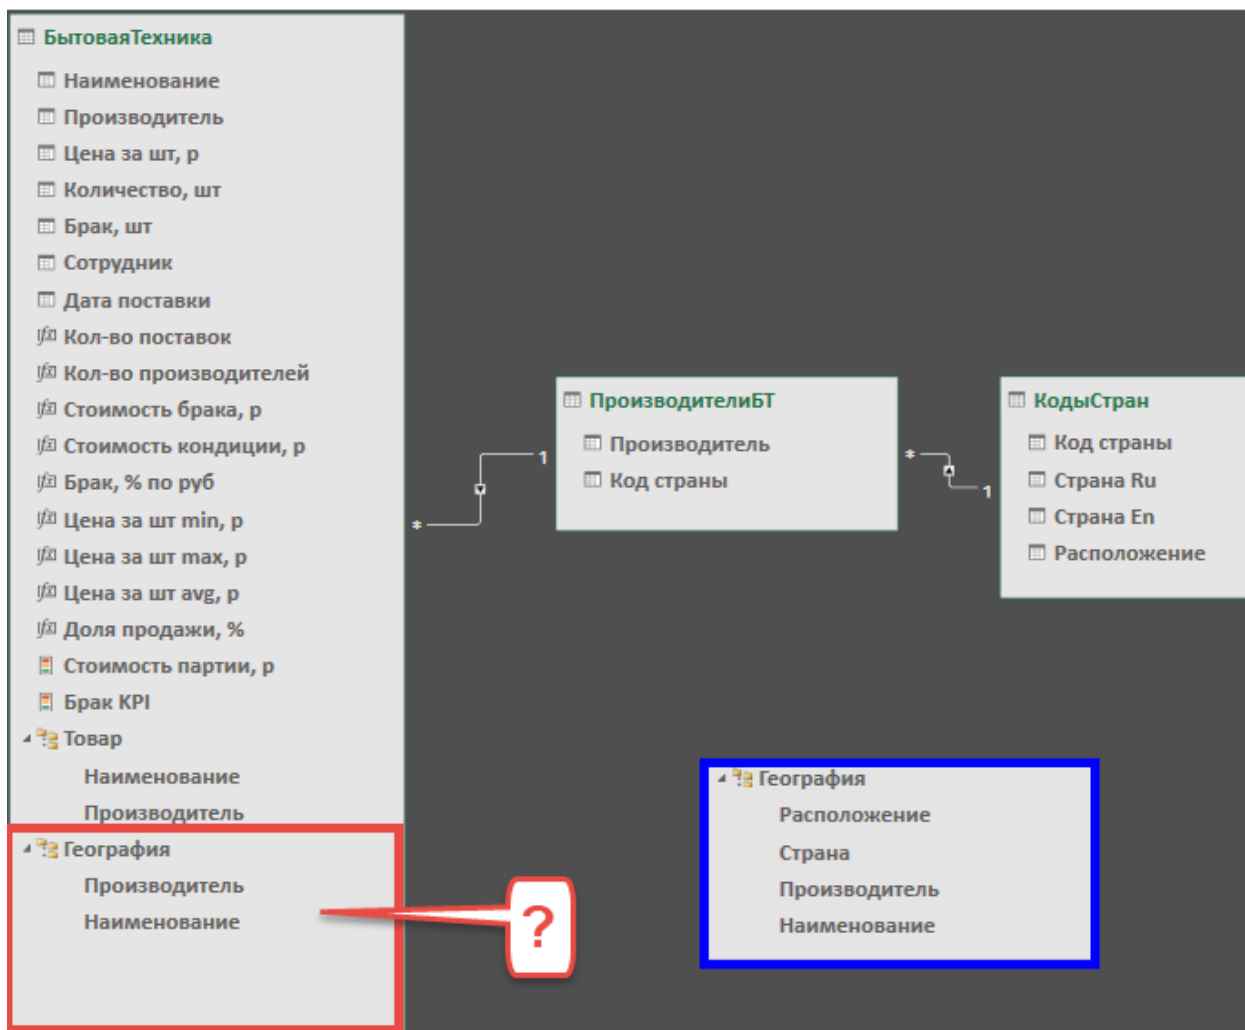 БытоваяТехника
Наименование
Производитель
Цена за шт, р
Количество, шт
Брак, шт
Сотрудник
Дата поставки
Кол-во поставок
Кол-во производителей
Стоимость брака, р
Стоимость кондиции, р
Брак, % по руб
Цена за шт min, р
Цена за шт max, р
Цена за шт avg, р
Доля продажи, %
Стоимость партии, р
Брак KPI
Товар
Наименование
Производитель
География
Производитель
Наименование
?
* 1
ПроизводителиБТ
Производитель
Код страны
* 1
КодыСтран
Код страны
Страна Ru
Страна En
Расположение
География
Расположение
Страна
Производитель
Наименование